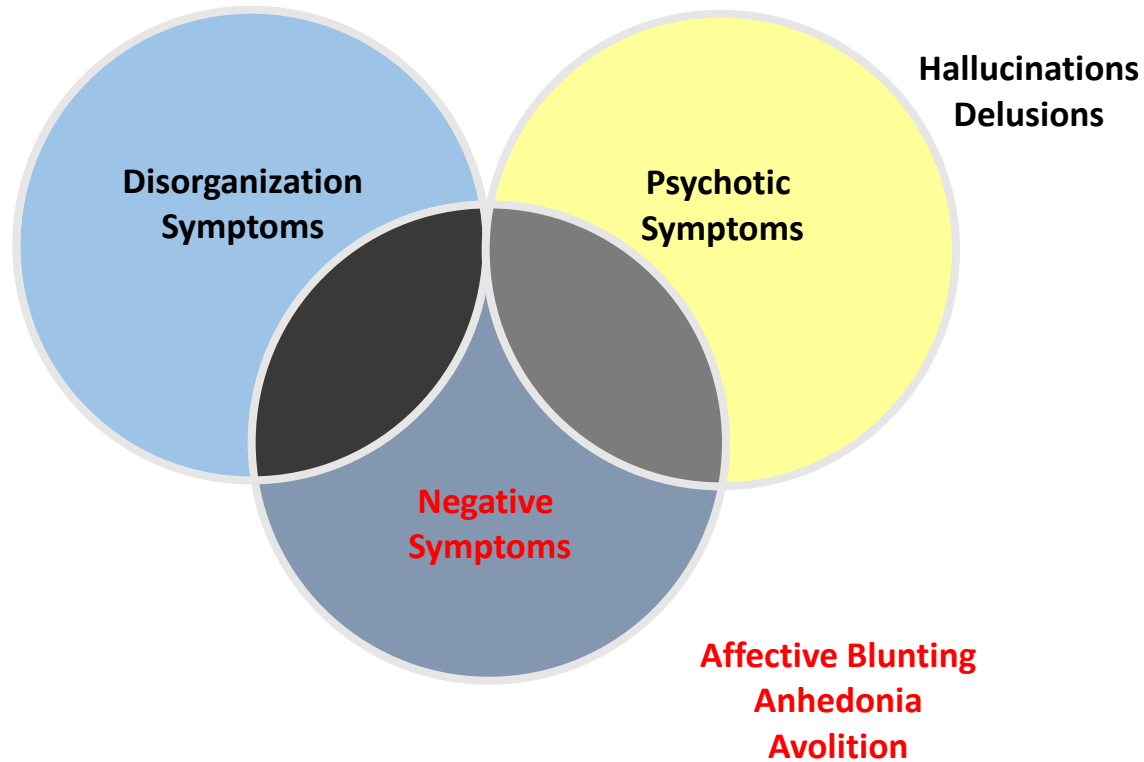 Hallucinations
Delusions
Disorganization
Symptoms
Psychotic
Symptoms
Negative
Symptoms
Affective Blunting
Anhedonia
Avolition